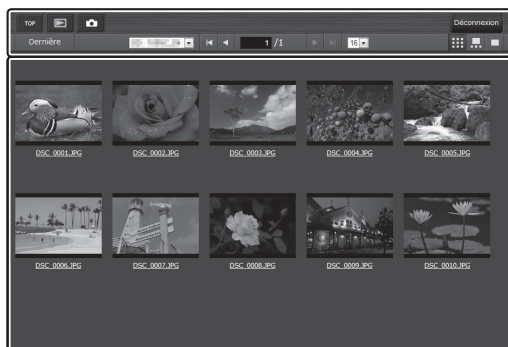 TOP Déconnexion
Dernière 1 /1 16
DSC_0001.JPG DSC_0002.JPG DSC_0003.JPG DSC_0004.JPG DSC_0005.JPG
DSC_0006.JPG DSC_0007.JPG DSC_0008.JPG DSC_0009.JPG DSC_0010.JPG